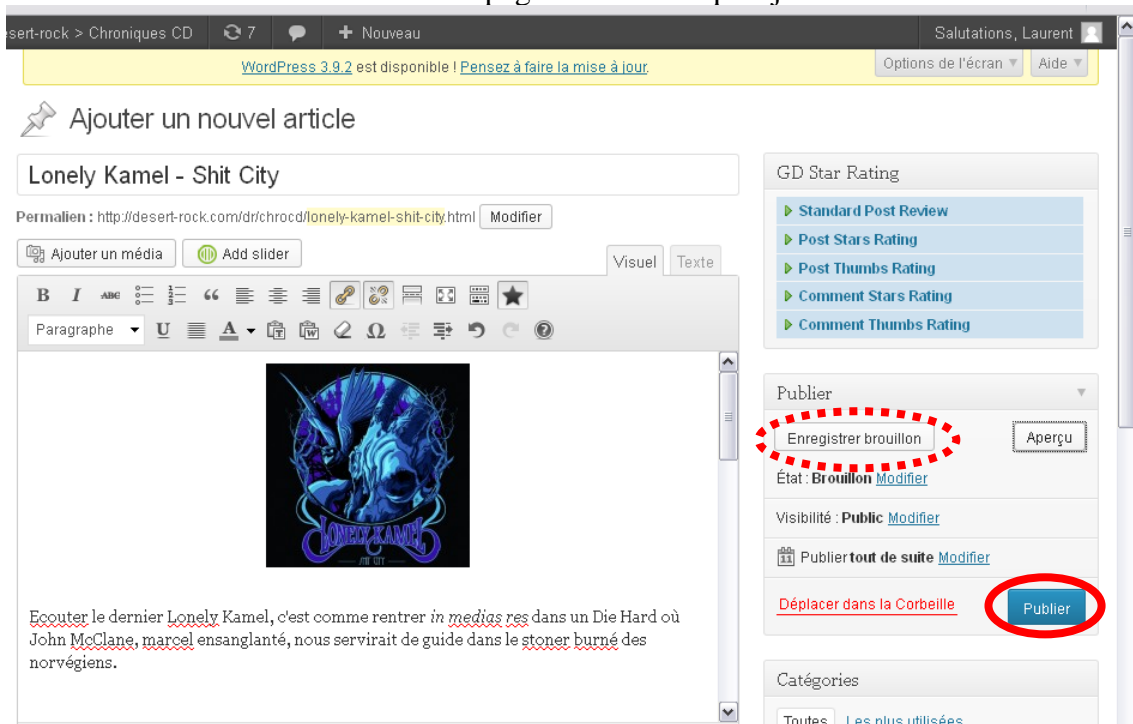 esert-rock > Chroniques CD 7 + Nouveau Salutations, Laurent
WordPress 3.9.2 est disponible ! Pensez à faire la mise à jour.
Options de l'écran Aide
Ajouter un nouvel article
Lonely Kamel - Shit City
Permalien : http://desert-rock.com/dr/chrocd/lonely-kamel-shit-city.html Modifier
Ajouter un média Add slider
Visuel Texte
B I ABC
Paragraphe U A Ω
LONELY KAMEL
SHIT CITY
Ecouter le dernier Lonely Kamel, c'est comme rentrer in medias res dans un Die Hard où
John McClane, marcel ensanglanté, nous servirait de guide dans le stoner burné des
norvégiens.
GD Star Rating
Standard Post Review
Post Stars Rating
Post Thumbs Rating
Comment Stars Rating
Comment Thumbs Rating
Publier
Enregistrer brouillon Aperçu
État : Brouillon Modifier
Visibilité : Public Modifier
Publier tout de suite Modifier
Déplacer dans la Corbeille Publier
Catégories
Toutes Les plus utilisées